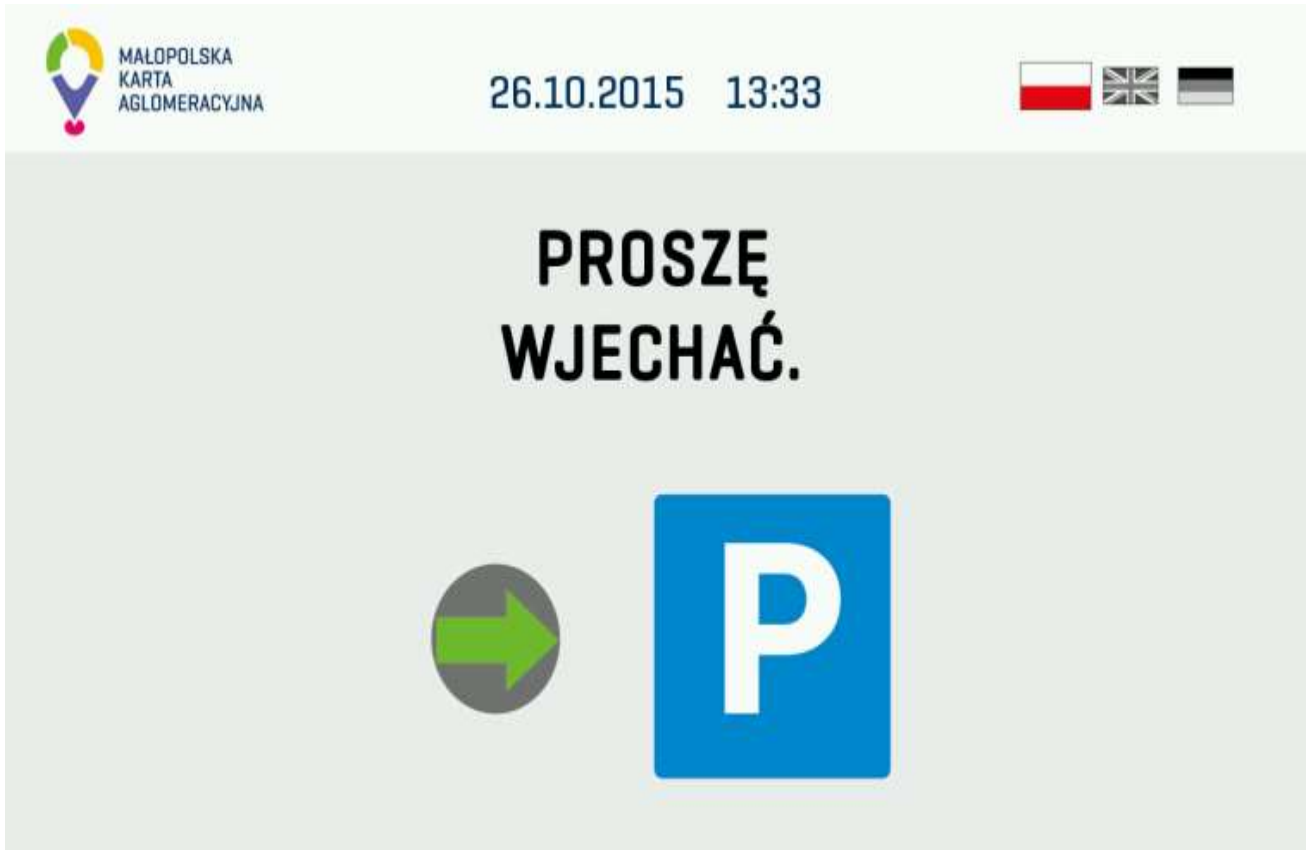 MAŁOPOLSKA
KARTA
AGLOMERACYJNA
26.10.2015 13:33
PROSZĘ
WJECHAĆ.
P